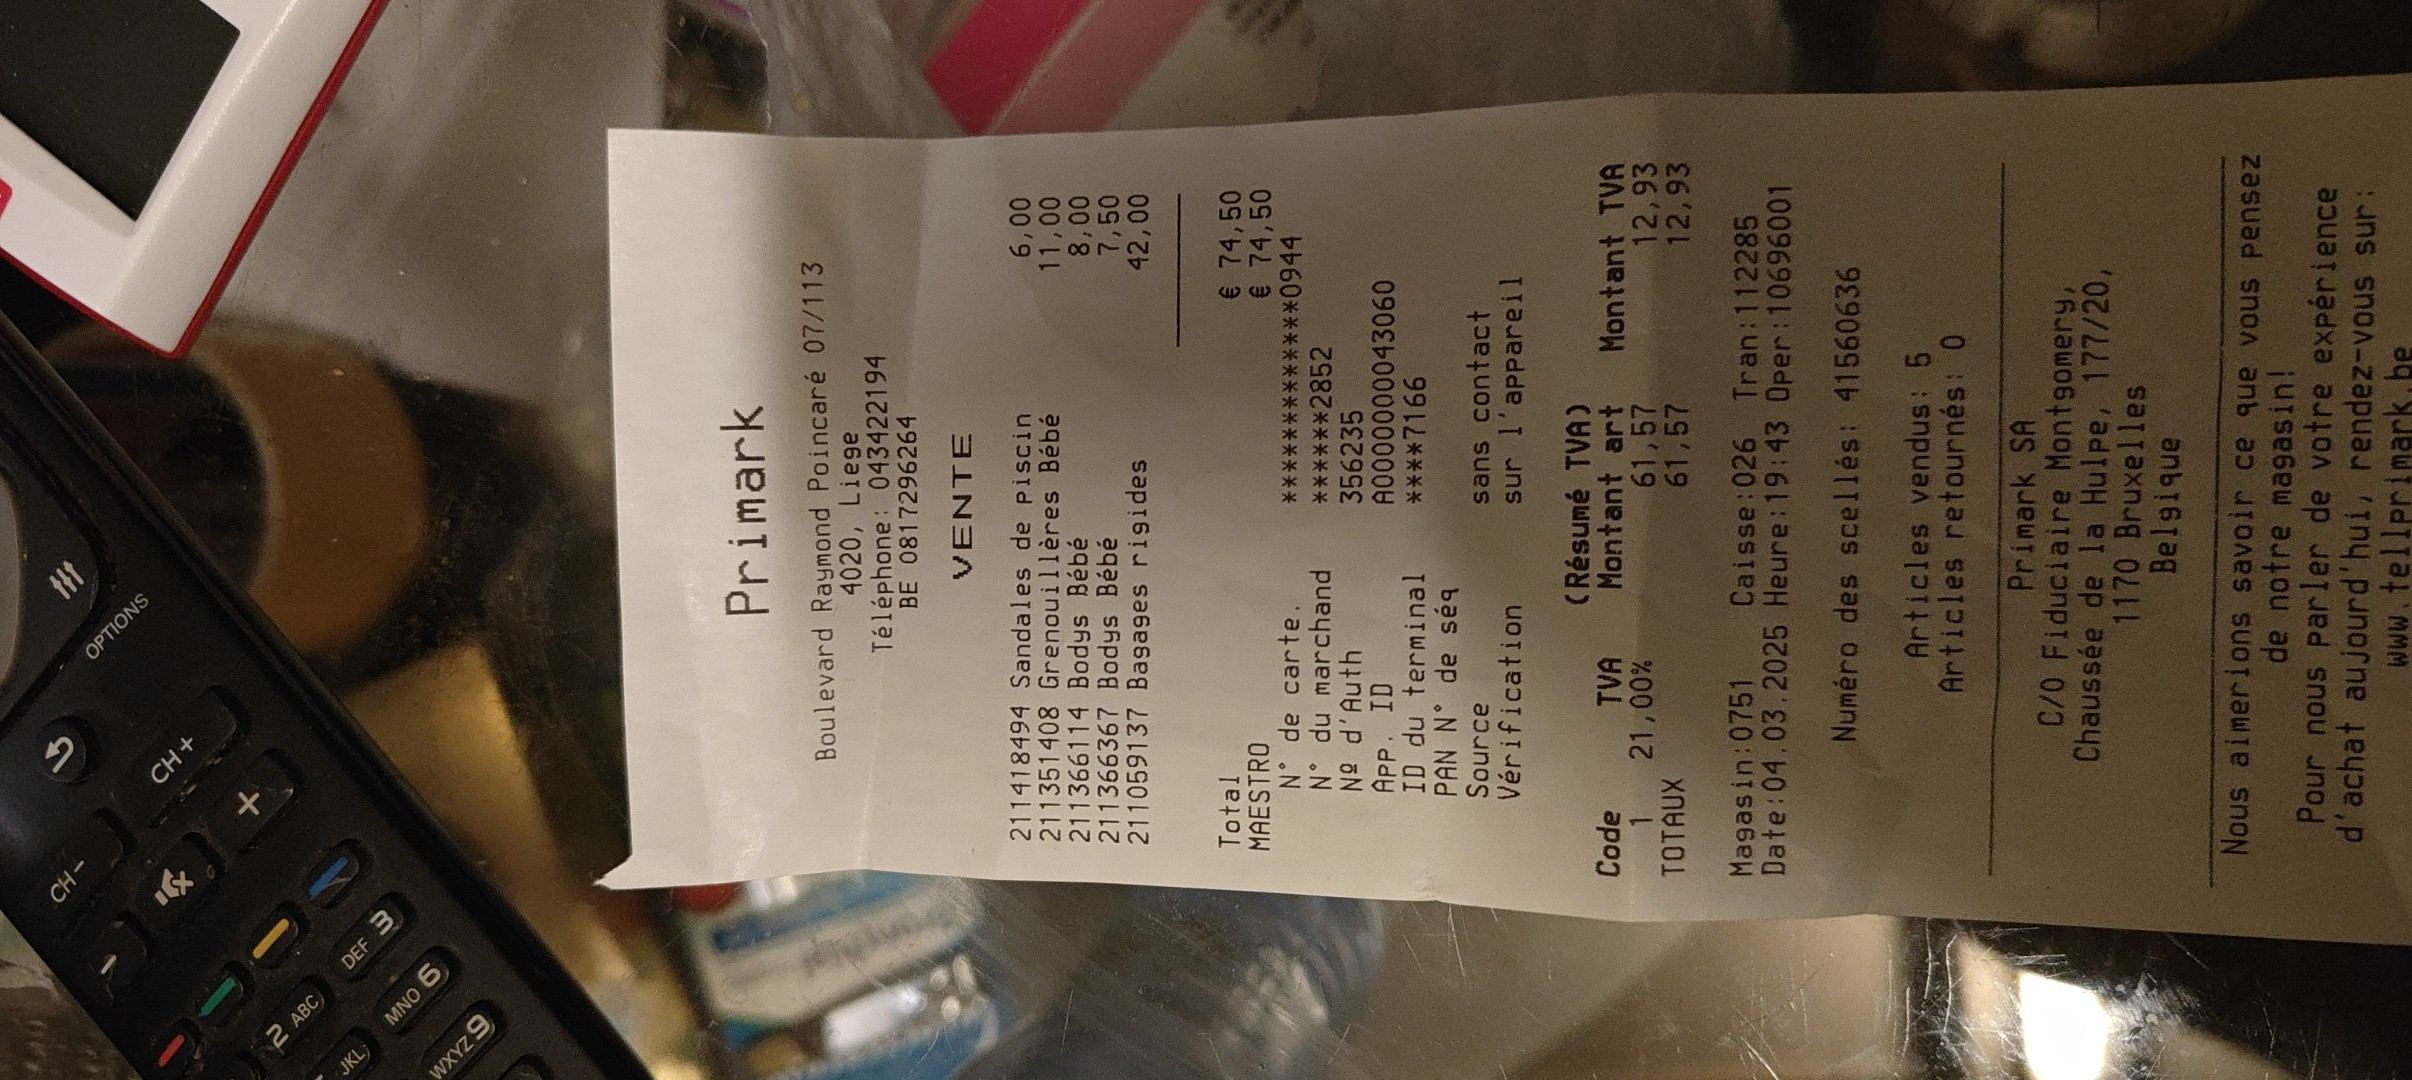 Primark
Boulevard Raymond Poincaré 07/113
4020, Liege
Téléphone: 043422194
BE 0817296264
VENTE
211418494 Sandales de piscin 6,00
211351408 Grenouillères Bébé 11,00
211366114 Bodys Bébé 8,00
211366367 Bodys Bébé 7,50
211059137 Bagages rigides 42,00
Total € 74,50
MAESTRO € 74,50
N° de carte. ***************0944
N° du marchand ******2852
Nº d'Auth 356235
APP. ID A0000000043060
ID du terminal ****7166
PAN N° de séq
Source sans contact
Vérification sur l'appareil
(Résumé TVA)
Code TVA Montant art Montant TVA
1 21,00% 61,57 12,93
TOTAUX 61,57 12,93
Magasin:0751 Caisse:026 Tran:112285
Date:04.03.2025 Heure:19:43 Oper:10696001
Numéro des scellés: 41560636
Articles vendus: 5
Articles retournés: 0
Primark SA
C/O Fiduciaire Montgomery,
Chaussée de la Hulpe, 177/20,
1170 Bruxelles
Belgique
Nous aimerions savoir ce que vous pensez
de notre magasin!
Pour nous parler de votre expérience
d'achat aujourd'hui, rendez-vous sur:
www.tellprimark.be
OPTIONS
CH+
CH-
+
-
2 ABC
DEF 3
JKL
MNO 6
WXYZ 9